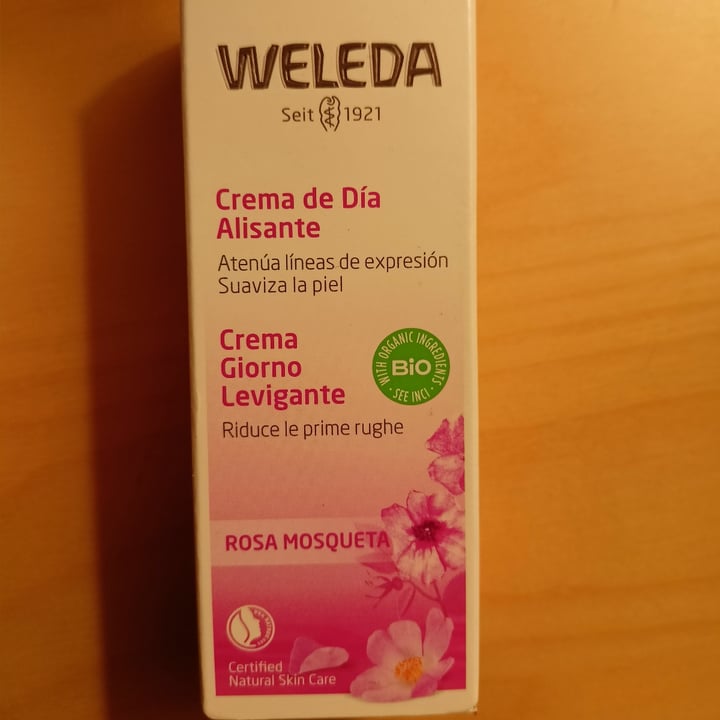 WELEDA
Seit 1921
Crema de Día
Alisante
Atenúa líneas de expresión
Suaviza la piel
Crema
Giorno
Levigante
Riduce le prime rughe
WITH ORGANIC INGREDIENTS
BiO
· SEE INCI ·
ROSA MOSQUETA
Certified
Natural Skin Care